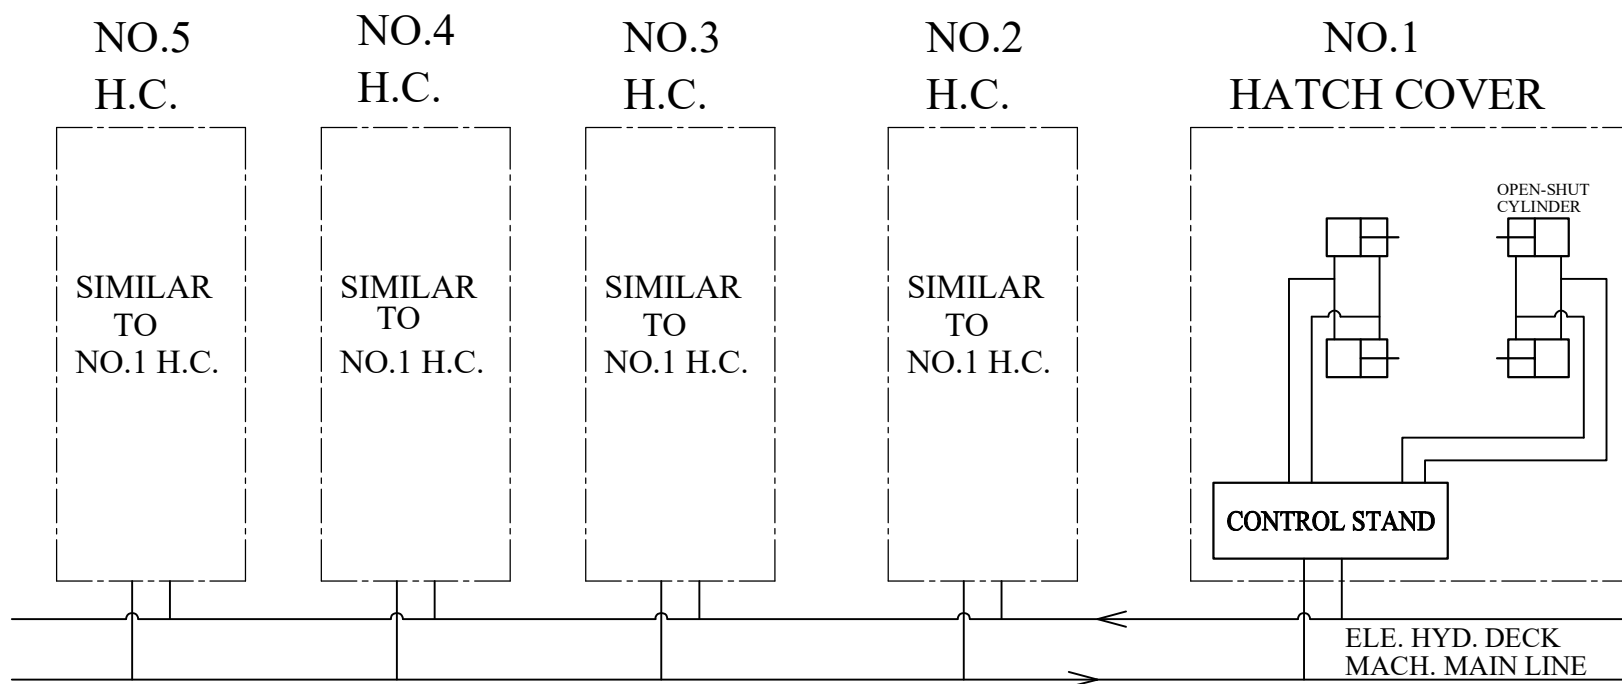 NO.5
H.C.
NO.4
H.C.
NO.3
H.C.
NO.2
H.C.
NO.1
HATCH COVER
SIMILAR
TO
NO.1 H.C.
SIMILAR
TO
NO.1 H.C.
SIMILAR
TO
NO.1 H.C.
SIMILAR
TO
NO.1 H.C.
OPEN-SHUT
CYLINDER
CONTROL STAND
ELE. HYD. DECK
MACH. MAIN LINE